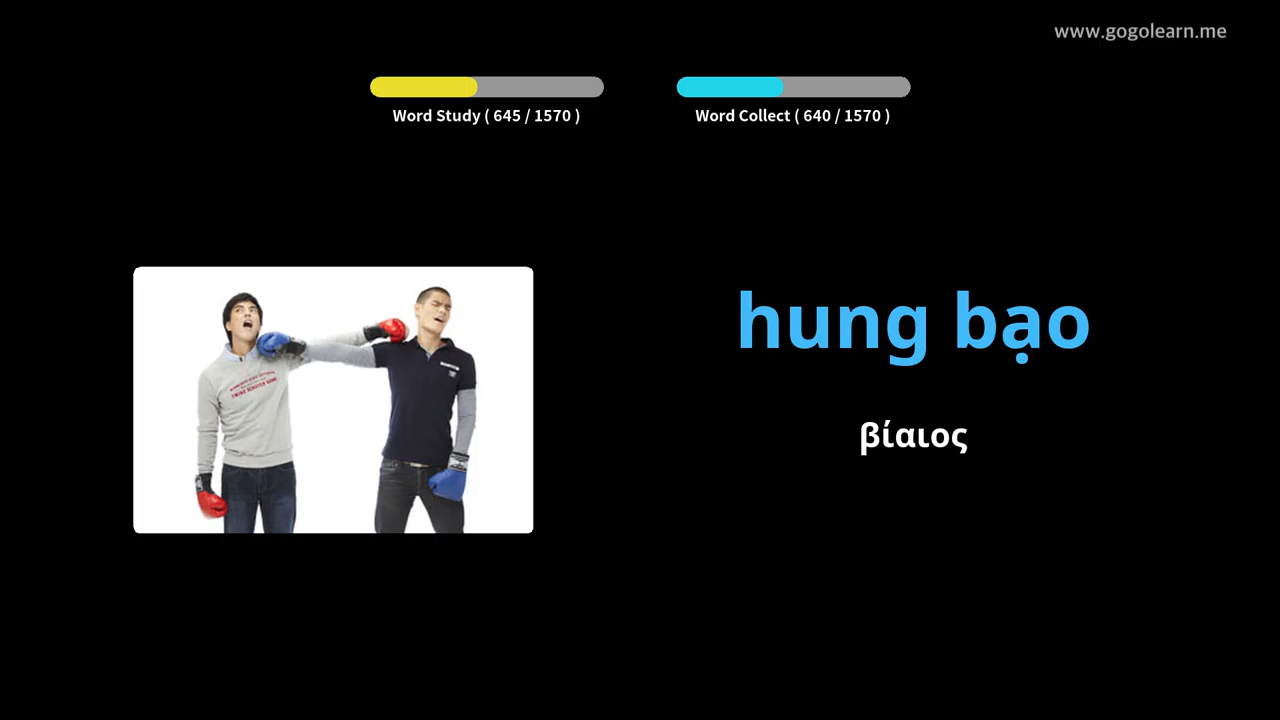 www.gogolearn.me
Word Study ( 645 / 1570 )
Word Collect ( 640 / 1570 )
hung bạo
βίαιος